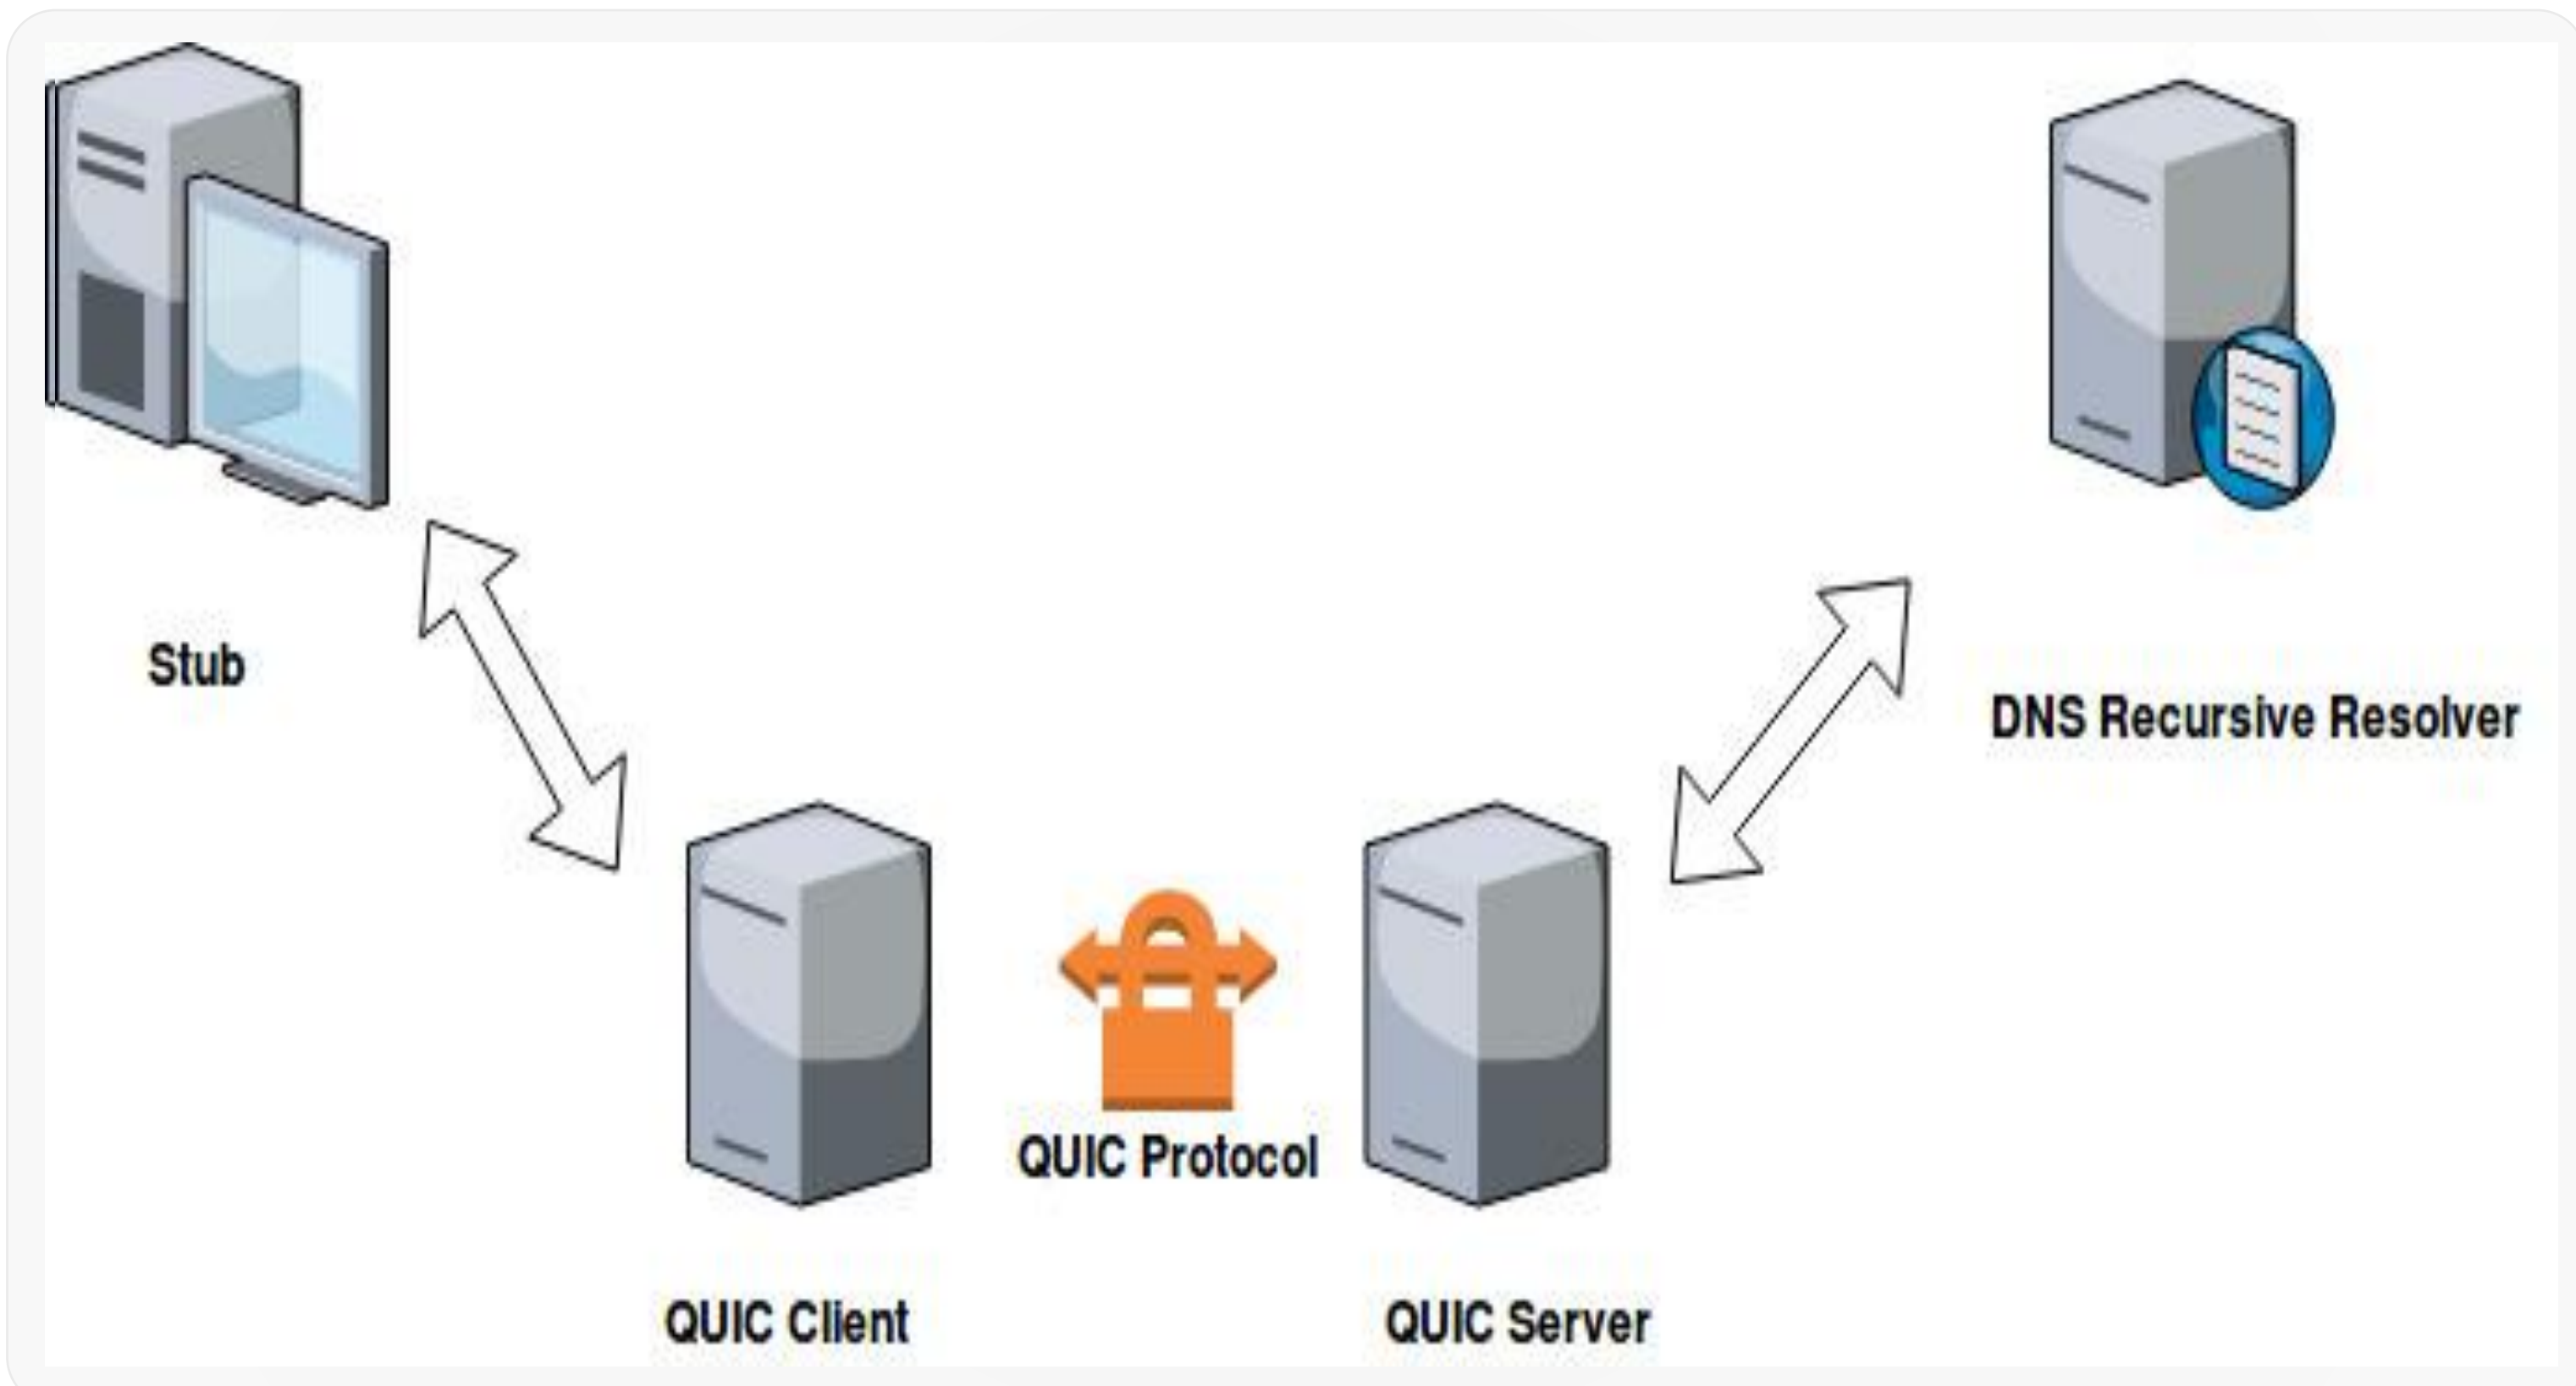 Stub
DNS Recursive Resolver
QUIC Protocol
QUIC Client
QUIC Server